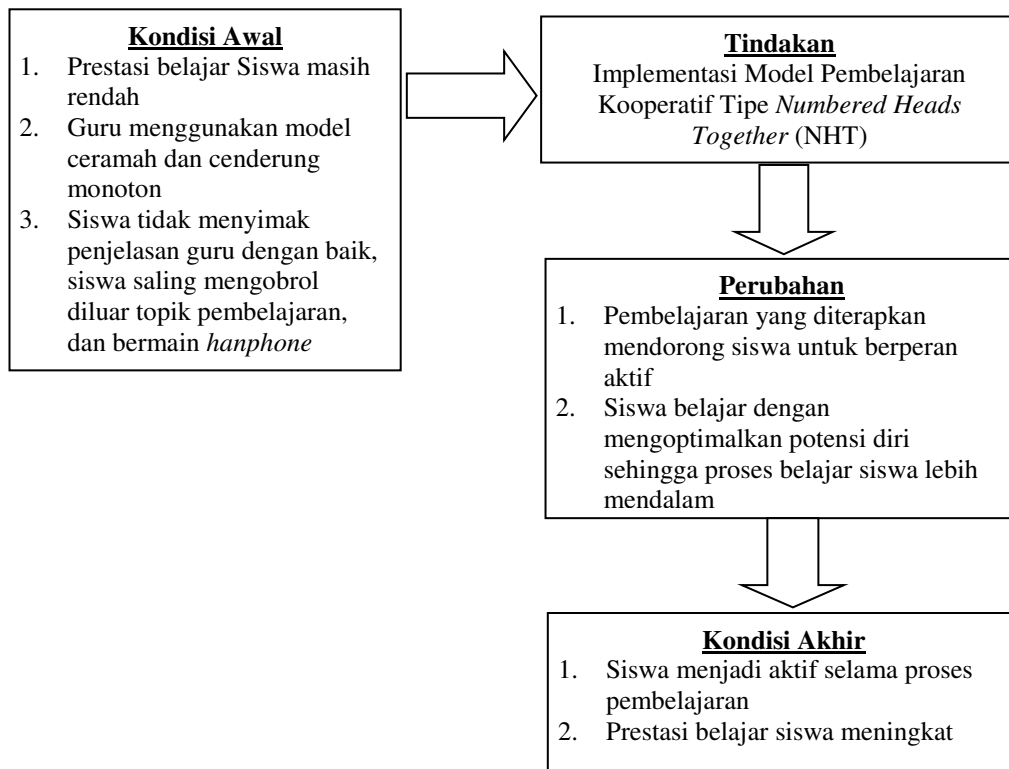 Kondisi Awal
1. Prestasi belajar Siswa masih
rendah
2. Guru menggunakan model
ceramah dan cenderung
monoton
3. Siswa tidak menyimak
penjelasan guru dengan baik,
siswa saling mengobrol
diluar topik pembelajaran,
dan bermain hanphone
Tindakan
Implementasi Model Pembelajaran
Kooperatif Tipe Numbered Heads
Together (NHT)
Perubahan
1. Pembelajaran yang diterapkan
mendorong siswa untuk berperan
aktif
2. Siswa belajar dengan
mengoptimalkan potensi diri
sehingga proses belajar siswa lebih
mendalam
Kondisi Akhir
1. Siswa menjadi aktif selama proses
pembelajaran
2. Prestasi belajar siswa meningkat